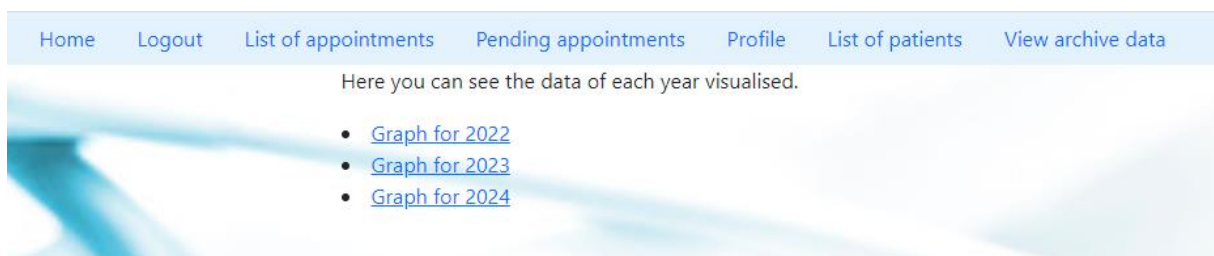 Home Logout List of appointments Pending appointments Profile List of patients View archive data
Here you can see the data of each year visualised.
Graph for 2022
Graph for 2023
Graph for 2024